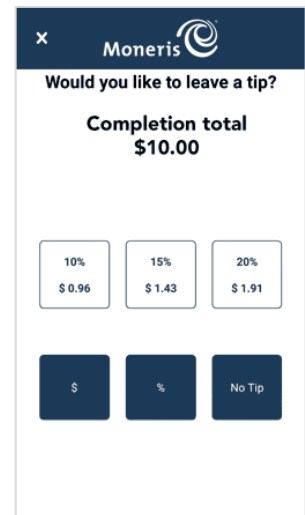 ×
Moneris
Would you like to leave a tip?
Completion total
$10.00
10% 15% 20%
$ 0.96 $ 1.43 $ 1.91
$ % No Tip